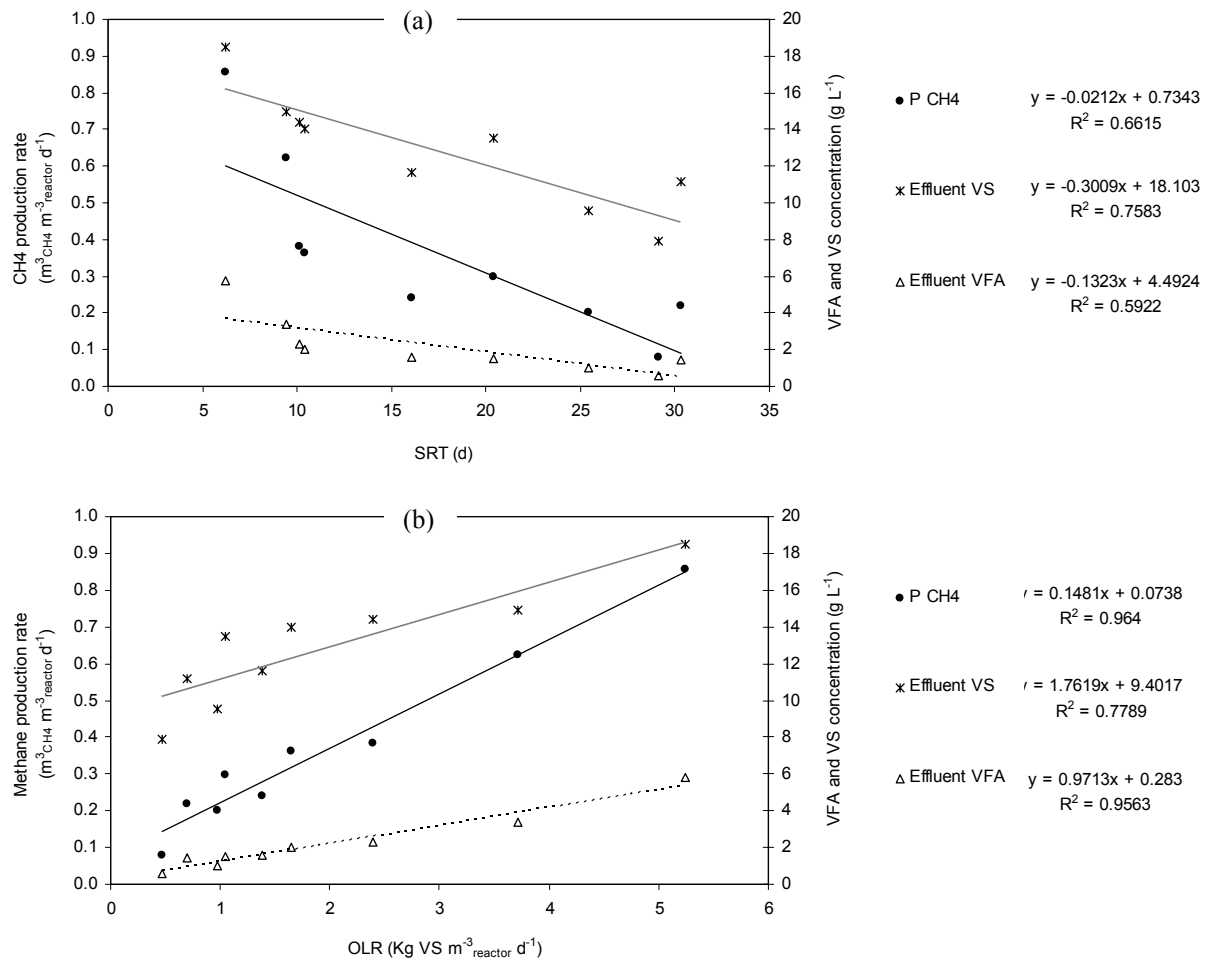 (a)
1.0
0.9
0.8
0.7
0.6
0.5
0.4
0.3
0.2
0.1
0.0
CH4 production rate
(m³CH4 m⁻³reactor d⁻¹)
20
18
16
14
12
10
8
6
4
2
0
VFA and VS concentration (g L⁻¹)
0 5 10 15 20 25 30 35
SRT (d)
P CH4 y = -0.0212x + 0.7343
R² = 0.6615
Effluent VS y = -0.3009x + 18.103
R² = 0.7583
Effluent VFA y = -0.1323x + 4.4924
R² = 0.5922
(b)
1.0
0.9
0.8
0.7
0.6
0.5
0.4
0.3
0.2
0.1
0.0
Methane production rate
(m³CH4 m⁻³reactor d⁻¹)
20
18
16
14
12
10
8
6
4
2
0
VFA and VS concentration (g L⁻¹)
0 1 2 3 4 5 6
OLR (Kg VS m⁻³reactor d⁻¹)
P CH4 = 0.1481x + 0.0738
R² = 0.964
Effluent VS = 1.7619x + 9.4017
R² = 0.7789
Effluent VFA y = 0.9713x + 0.283
R² = 0.9563